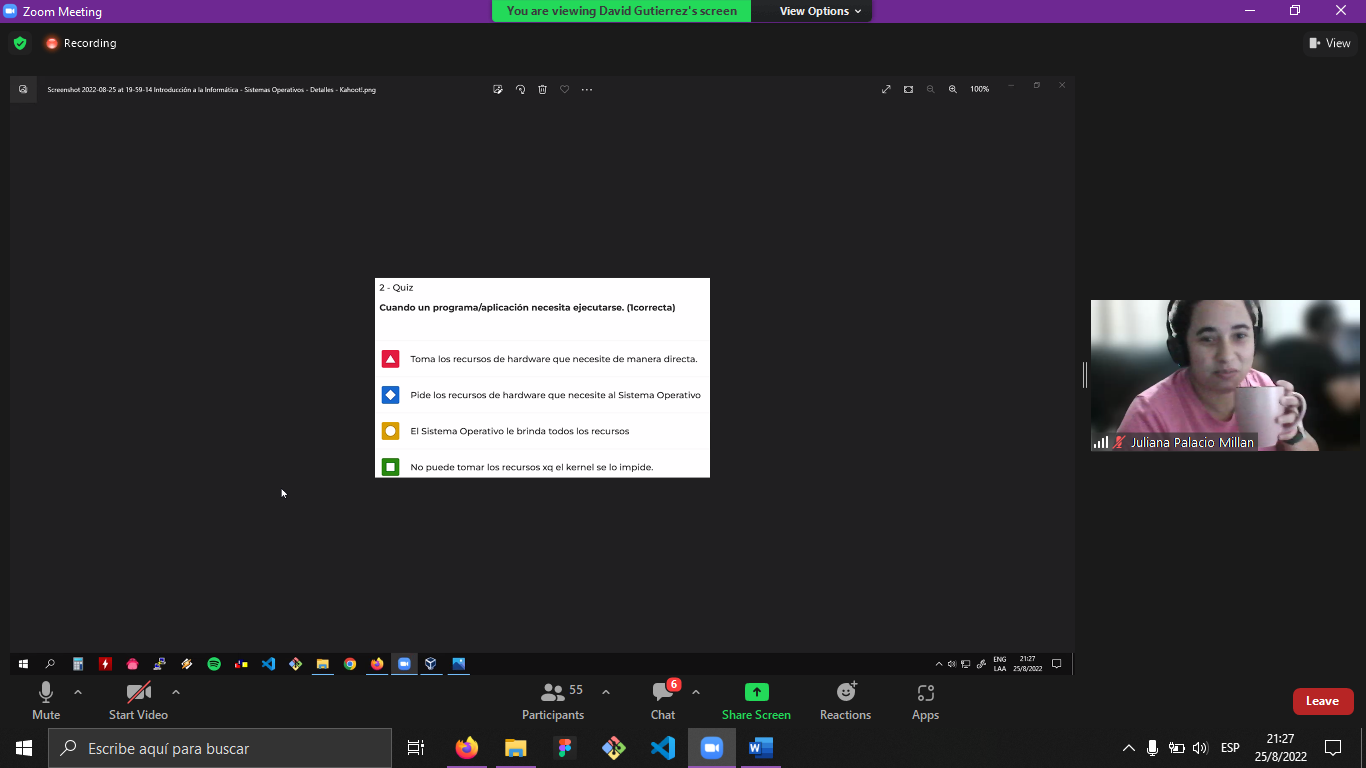 Zoom Meeting
You are viewing David Gutierrez's screen
View Options
Recording
View
Screenshot 2022-08-25 at 19-59-14 Introducción a la Informática - Sistemas Operativos - Detalles - Kahoot!.png
100%
2 - Quiz
Cuando un programa/aplicación necesita ejecutarse. (1correcta)
Toma los recursos de hardware que necesite de manera directa.
Pide los recursos de hardware que necesite al Sistema Operativo
El Sistema Operativo le brinda todos los recursos
No puede tomar los recursos xq el kernel se lo impide.
Juliana Palacio Millan
ENG
LAA
21:27
25/8/2022
Mute
Start Video
55
Participants
6
Chat
Share Screen
Reactions
Apps
Leave
Escribe aquí para buscar
ESP
21:27
25/8/2022